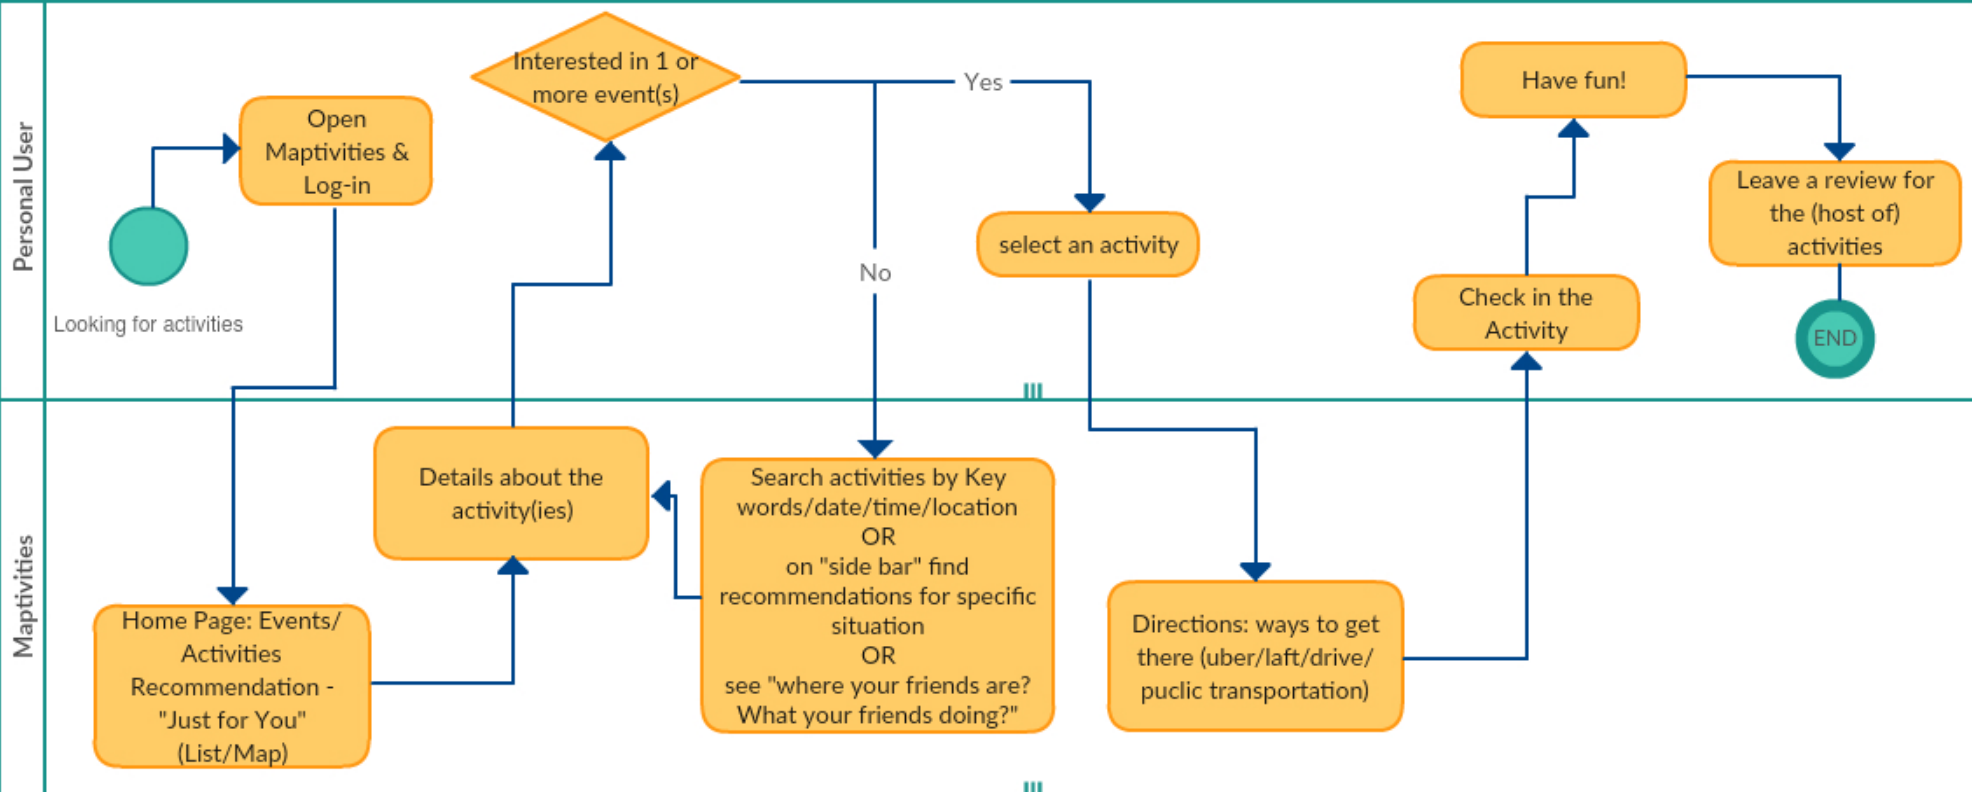 Personal User
Looking for activities
Open
Maptivities &
Log-in
Interested in 1 or
more event(s)
Yes
No
select an activity
Have fun!
Leave a review for
the (host of)
activities
Check in the
Activity
END
Maptivities
Home Page: Events/
Activities
Recommendation -
"Just for You"
(List/Map)
Details about the
activity(ies)
Search activities by Key
words/date/time/location
OR
on "side bar" find
recommendations for specific
situation
OR
see "where your friends are?
What your friends doing?"
Directions: ways to get
there (uber/laft/drive/
puclic transportation)